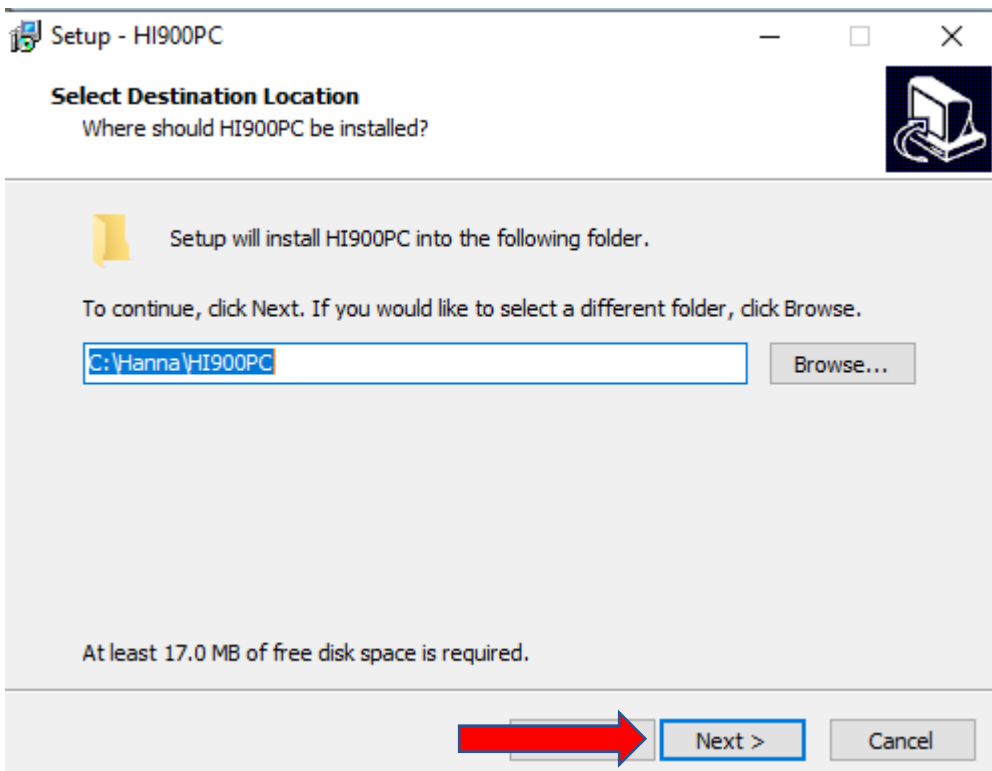 Setup - HI900PC
Select Destination Location
Where should HI900PC be installed?
Setup will install HI900PC into the following folder.
To continue, click Next. If you would like to select a different folder, click Browse.
C:\Hanna\HI900PC
Browse...
At least 17.0 MB of free disk space is required.
Next >
Cancel